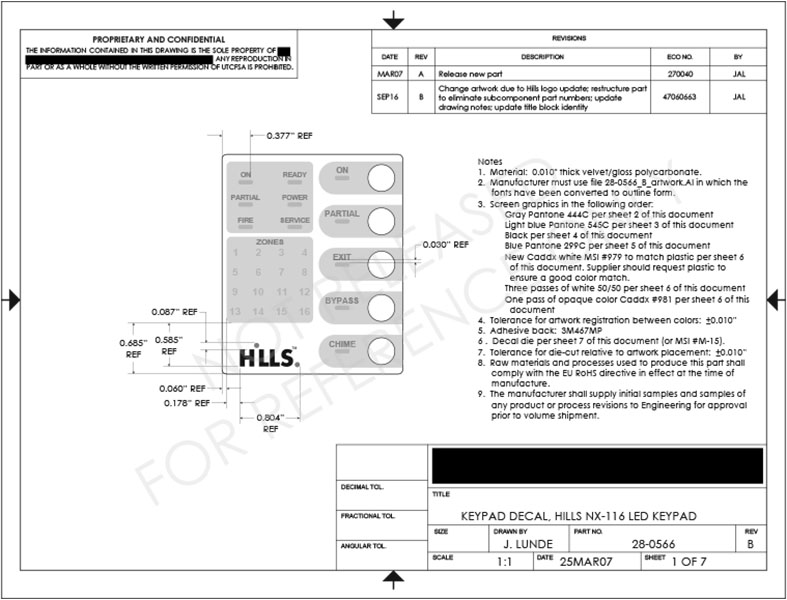 PROPRIETARY AND CONFIDENTIAL
THE INFORMATION CONTAINED IN THIS DRAWING IS THE SOLE PROPERTY OF
ANY REPRODUCTION IN
PART OR AS A WHOLE WITHOUT THE WRITTEN PERMISSION OF UTCFSA IS PROHIBITED.
REVISIONS
DATE REV DESCRIPTION ECO NO. BY
MAR07 A Release new part 270040 JAL
SEP16 B Change artwork due to Hills logo update; restructure part
to eliminate subcomponent part numbers; update
drawing notes; update title block identity 47060663 JAL
0.377" REF
ON READY
PARTIAL POWER
FIRE SERVICE
ZONES
1 2 3 4
5 6 7 8
9 10 11 12
13 14 15 16
ON
PARTIAL
EXIT
BYPASS
CHIME
HILLS™
0.030" REF
0.087" REF
0.685"
REF
0.585"
REF
0.060" REF
0.178" REF
0.804"
REF
NOT RELEASED
FOR REFERENCE ONLY
Notes
1. Material: 0.010" thick velvet/gloss polycarbonate.
2. Manufacturer must use file 28-0566_B_artwork.AI in which the
fonts have been converted to outline form.
3. Screen graphics in the following order:
Gray Pantone 444C per sheet 2 of this document
Light blue Pantone 545C per sheet 3 of this document
Black per sheet 4 of this document
Blue Pantone 299C per sheet 5 of this document
New Caddx white MSI #979 to match plastic per sheet 6
of this document. Supplier should request plastic to
ensure a good color match.
Three passes of white 50/50 per sheet 6 of this document
One pass of opaque color Caddx #981 per sheet 6 of this
document
4. Tolerance for artwork registration between colors: ±0.010"
5. Adhesive back: 3M467MP
6 . Decal die per sheet 7 of this document (or MSI #M-15).
7. Tolerance for die-cut relative to artwork placement: ±0.010"
8. Raw materials and processes used to produce this part shall
comply with the EU RoHS directive in effect at the time of
manufacture.
9. The manufacturer shall supply initial samples and samples of
any product or process revisions to Engineering for approval
prior to volume shipment.
DECIMAL TOL.
FRACTIONAL TOL.
ANGULAR TOL.
TITLE
KEYPAD DECAL, HILLS NX-116 LED KEYPAD
SIZE DRAWN BY PART NO. REV
J. LUNDE 28-0566 B
SCALE 1:1 DATE 25MAR07 SHEET 1 OF 7